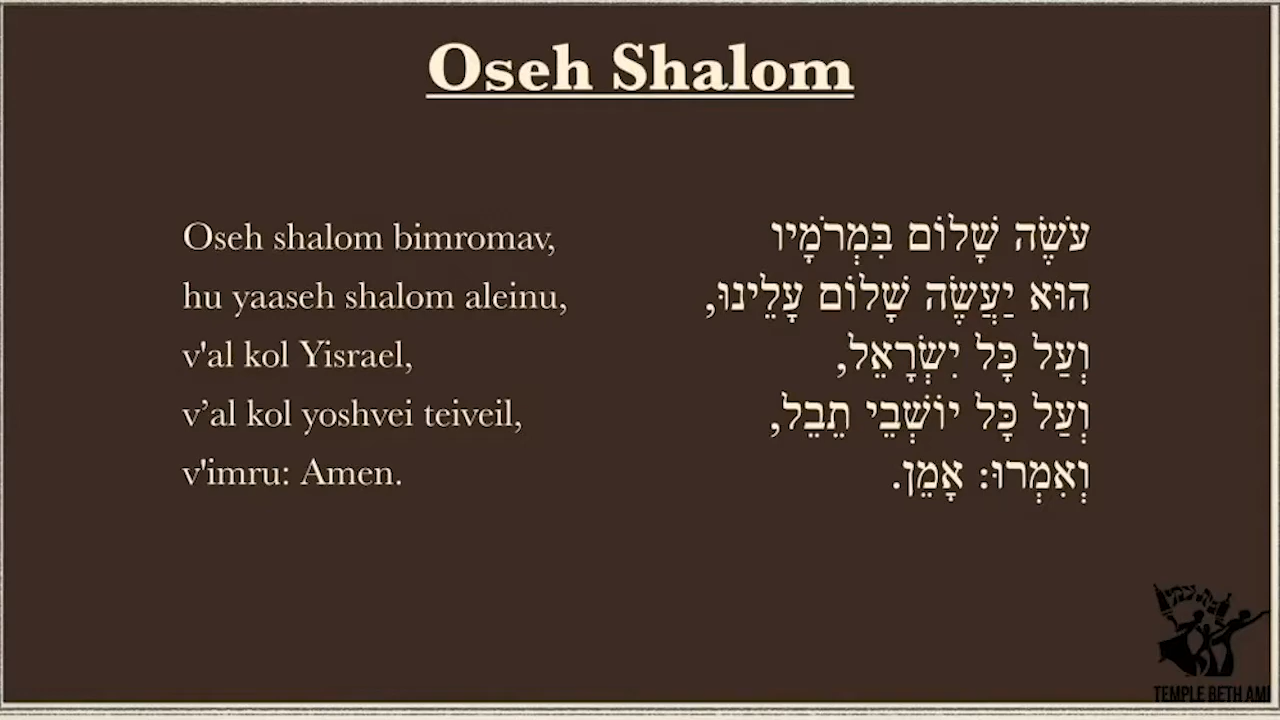 Oseh Shalom
Oseh shalom bimromav,
hu yaaseh shalom aleinu,
v'al kol Yisrael,
v’al kol yoshvei teiveil,
v'imru: Amen.
עֹשֶׂה שָׁלוֹם בִּמְרֹמָיו
הוּא יַעֲשֶׂה שָׁלוֹם עָלֵינוּ,
וְעַל כָּל יִשְׂרָאֵל,
וְעַל כָּל יוֹשְׁבֵי תֵבֵל,
וְאִמְרוּ: אָמֵן.
TEMPLE BETH AMI